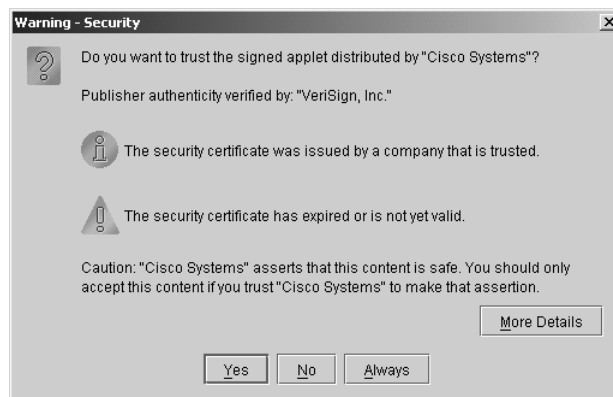 Warning - Security
Do you want to trust the signed applet distributed by "Cisco Systems"?
Publisher authenticity verified by: "VeriSign, Inc."
The security certificate was issued by a company that is trusted.
The security certificate has expired or is not yet valid.
Caution: "Cisco Systems" asserts that this content is safe. You should only
accept this content if you trust "Cisco Systems" to make that assertion.
More Details
Yes No Always